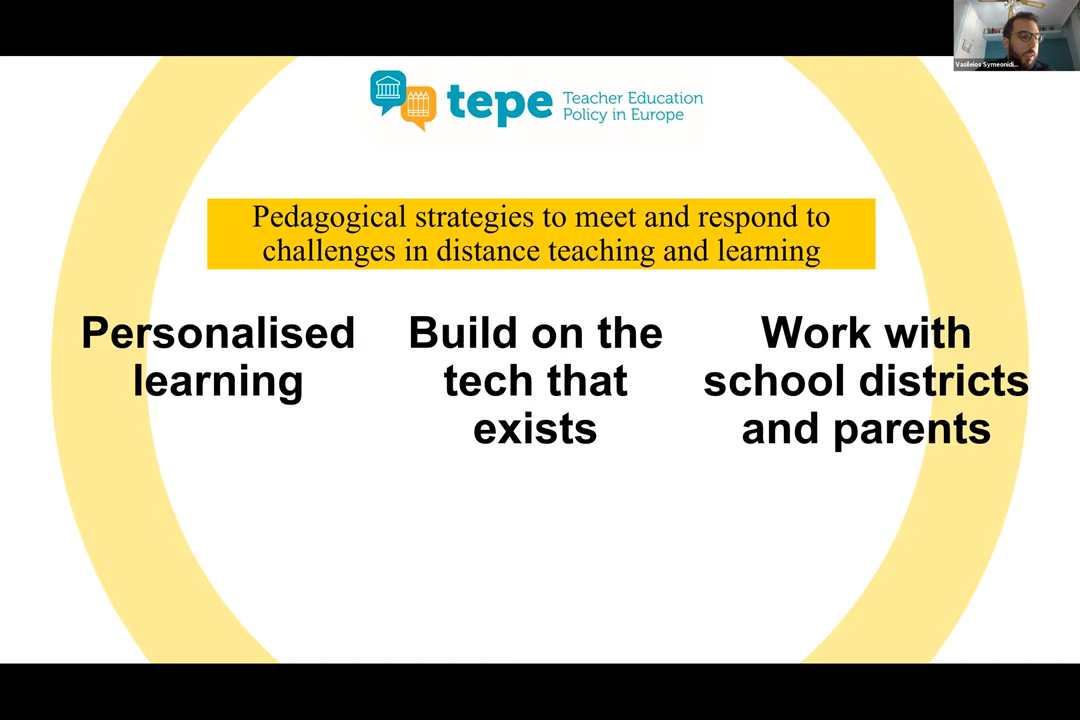 Vasileios Symeonidi...
tepe
Teacher Education
Policy in Europe
Pedagogical strategies to meet and respond to
challenges in distance teaching and learning
Personalised
learning
Build on the
tech that
exists
Work with
school districts
and parents